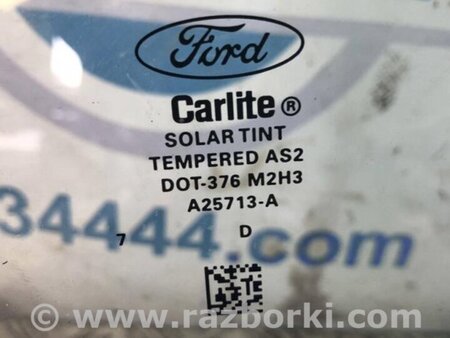 Ford
Carlite ®
SOLAR TINT
TEMPERED AS2
DOT-376 M2H3
A25713-A
34444.com
7 D
© www.razborki.com